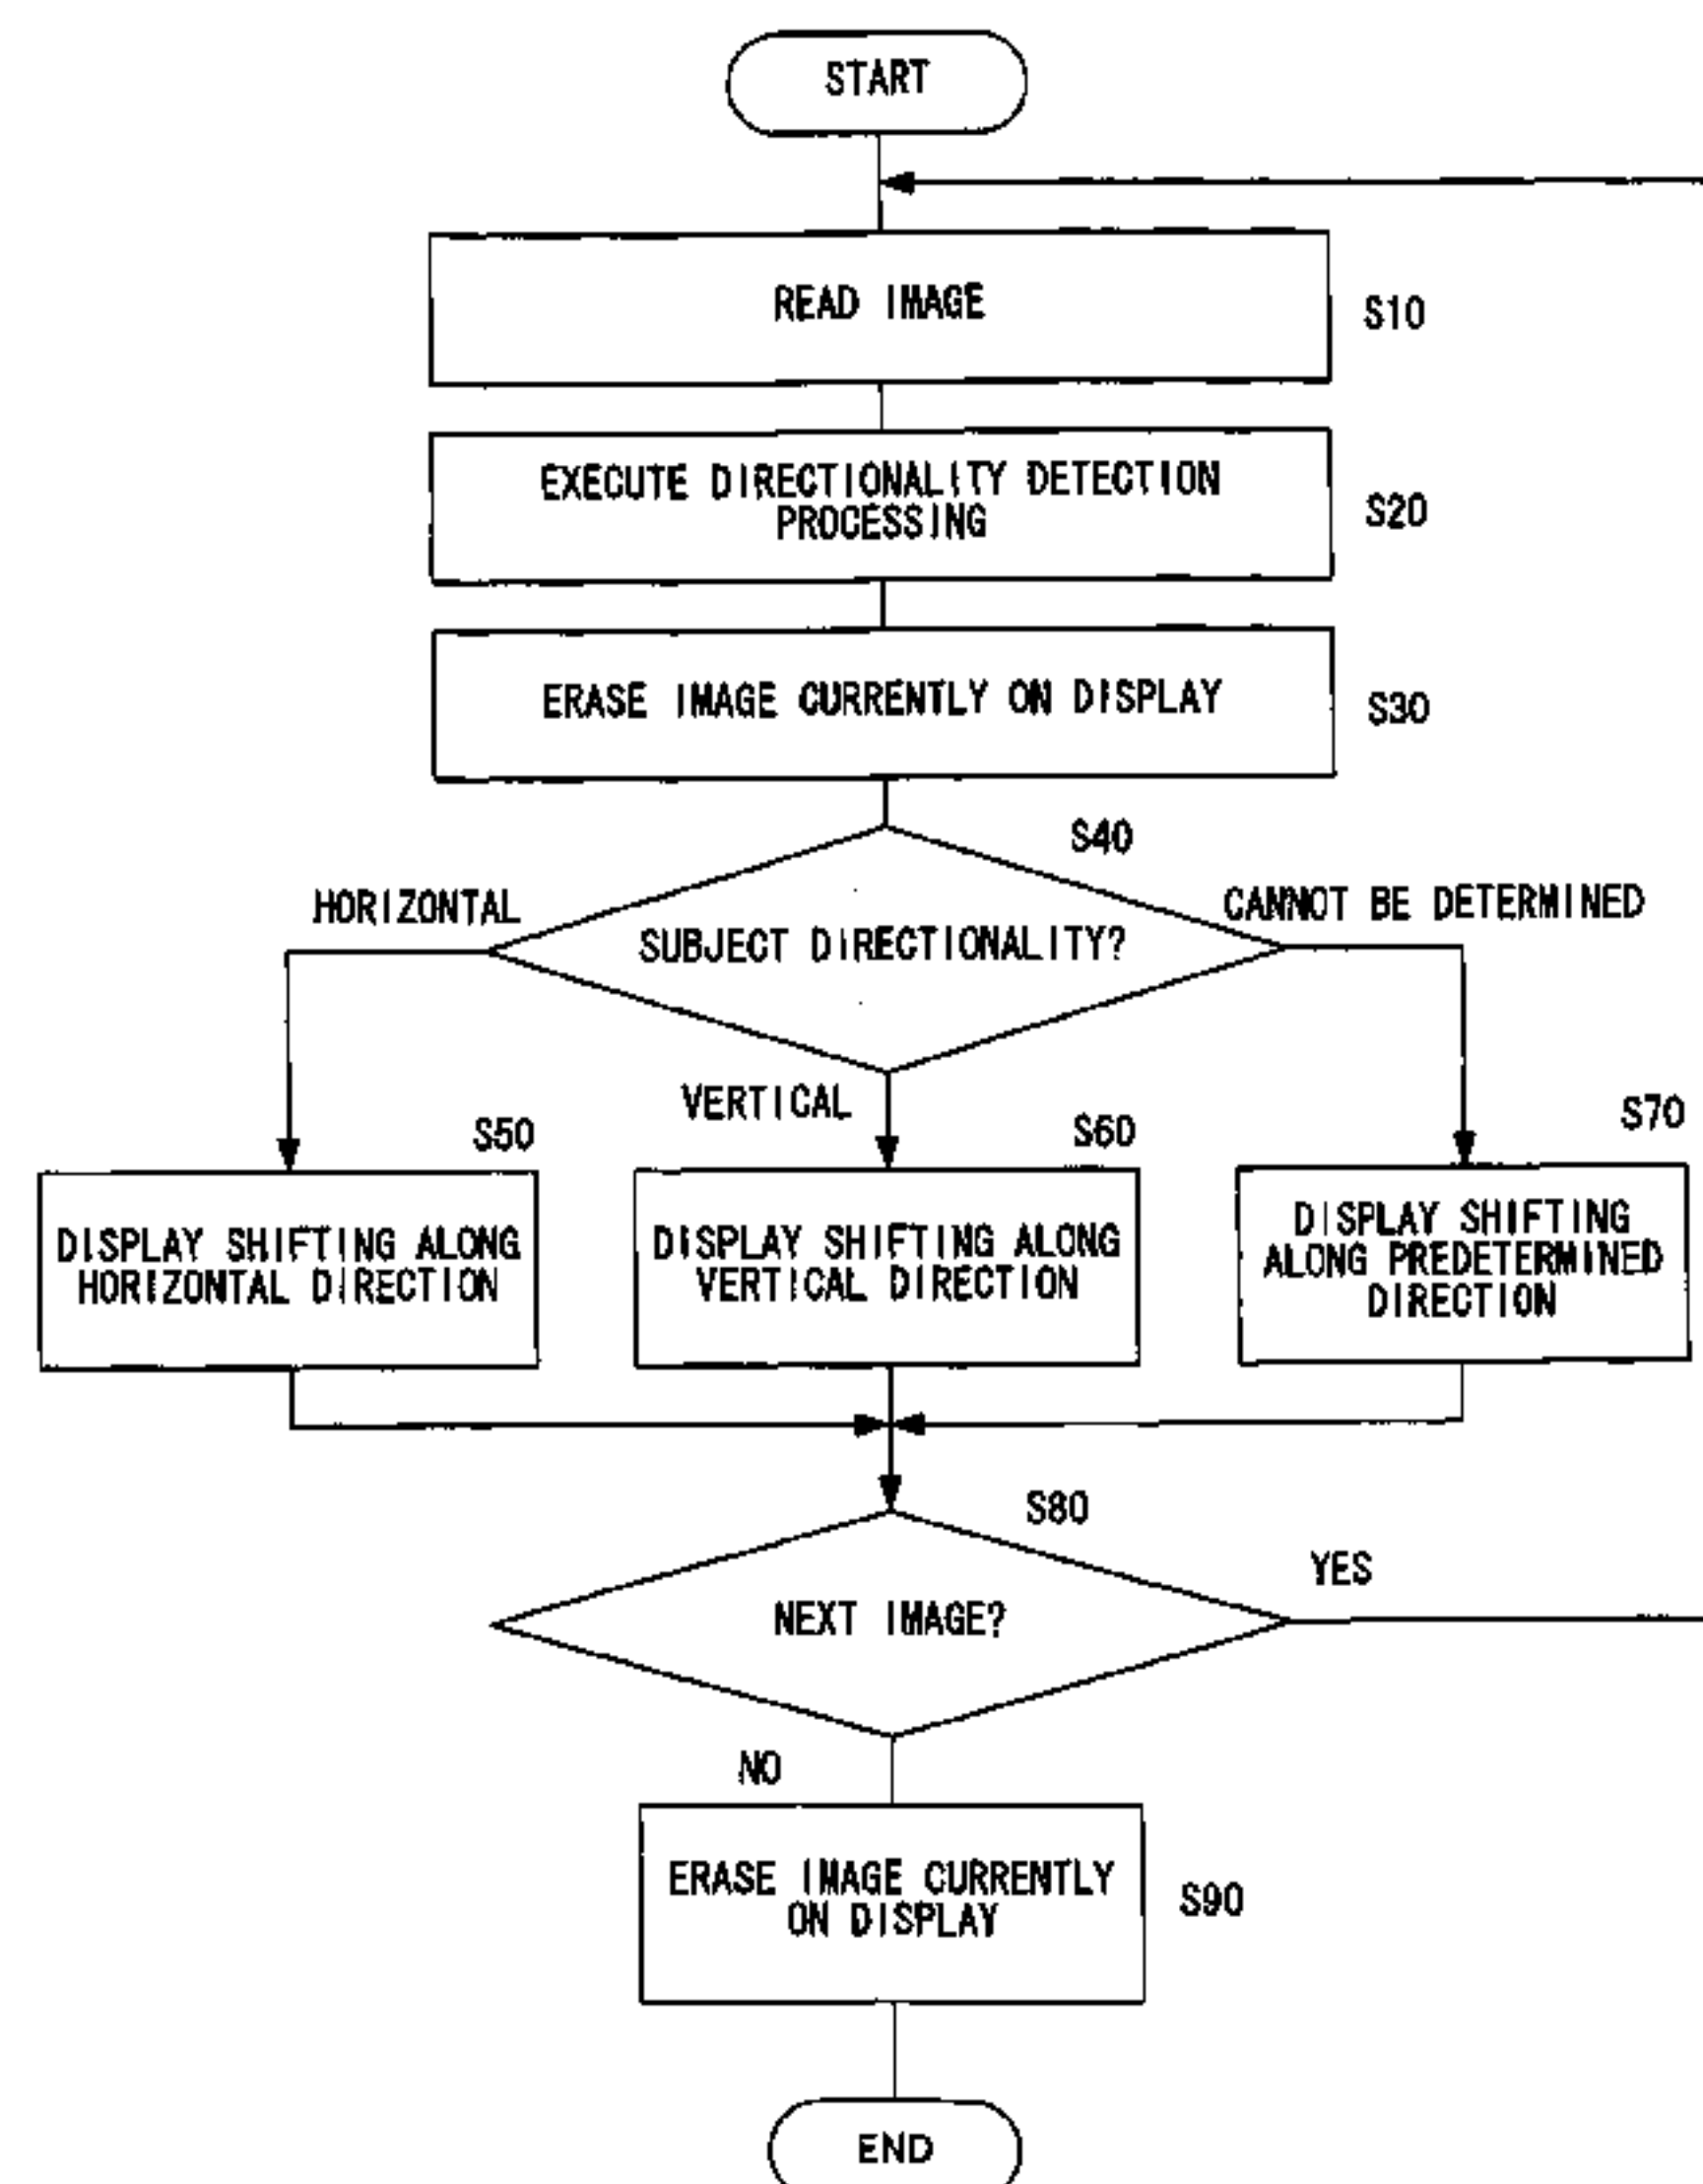 START
READ IMAGE
S10
EXECUTE DIRECTIONALITY DETECTION
PROCESSING
S20
ERASE IMAGE CURRENTLY ON DISPLAY
S30
S40
HORIZONTAL
CANNOT BE DETERMINED
SUBJECT DIRECTIONALITY?
VERTICAL
S50
S60
S70
DISPLAY SHIFTING ALONG
HORIZONTAL DIRECTION
DISPLAY SHIFTING ALONG
VERTICAL DIRECTION
DISPLAY SHIFTING
ALONG PREDETERMINED
DIRECTION
S80
YES
NEXT IMAGE?
NO
ERASE IMAGE CURRENTLY
ON DISPLAY
S90
END